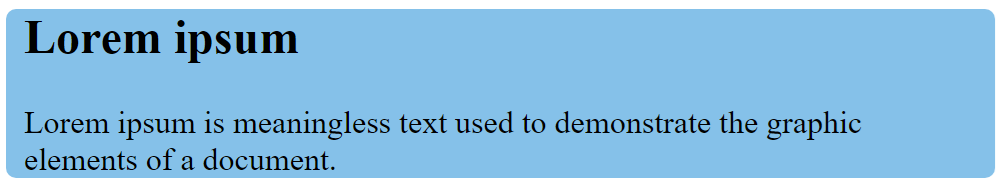 Lorem ipsum
Lorem ipsum is meaningless text used to demonstrate the graphic
elements of a document.